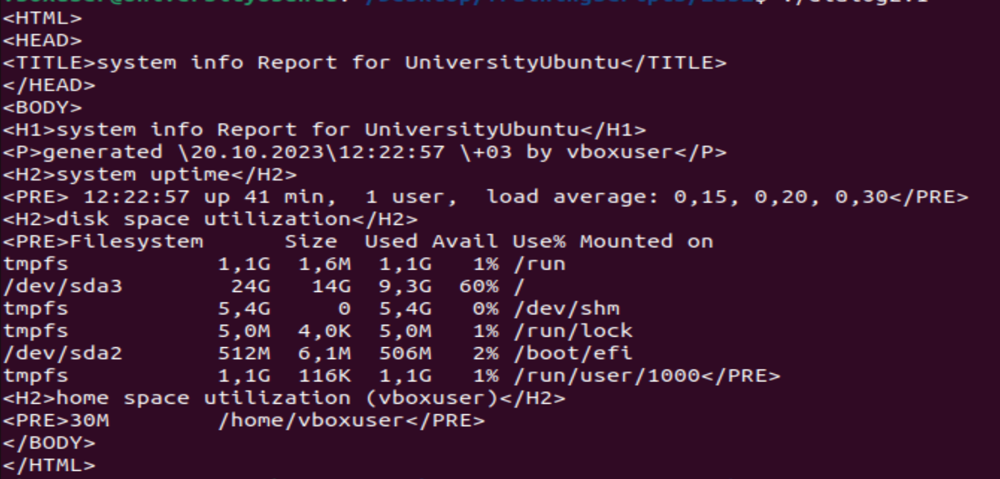 <HTML>
<HEAD>
<TITLE>system info Report for UniversityUbuntu</TITLE>
</HEAD>
<BODY>
<H1>system info Report for UniversityUbuntu</H1>
<P>generated \20.10.2023\12:22:57 \+03 by vboxuser</P>
<H2>system uptime</H2>
<PRE> 12:22:57 up 41 min,  1 user,  load average: 0,15, 0,20, 0,30</PRE>
<H2>disk space utilization</H2>
<PRE>Filesystem      Size  Used Avail Use% Mounted on
tmpfs           1,1G  1,6M  1,1G   1% /run
/dev/sda3        24G   14G  9,3G  60% /
tmpfs           5,4G     0  5,4G   0% /dev/shm
tmpfs           5,0M  4,0K  5,0M   1% /run/lock
/dev/sda2       512M  6,1M  506M   2% /boot/efi
tmpfs           1,1G  116K  1,1G   1% /run/user/1000</PRE>
<H2>home space utilization (vboxuser)</H2>
<PRE>30M        /home/vboxuser</PRE>
</BODY>
</HTML>